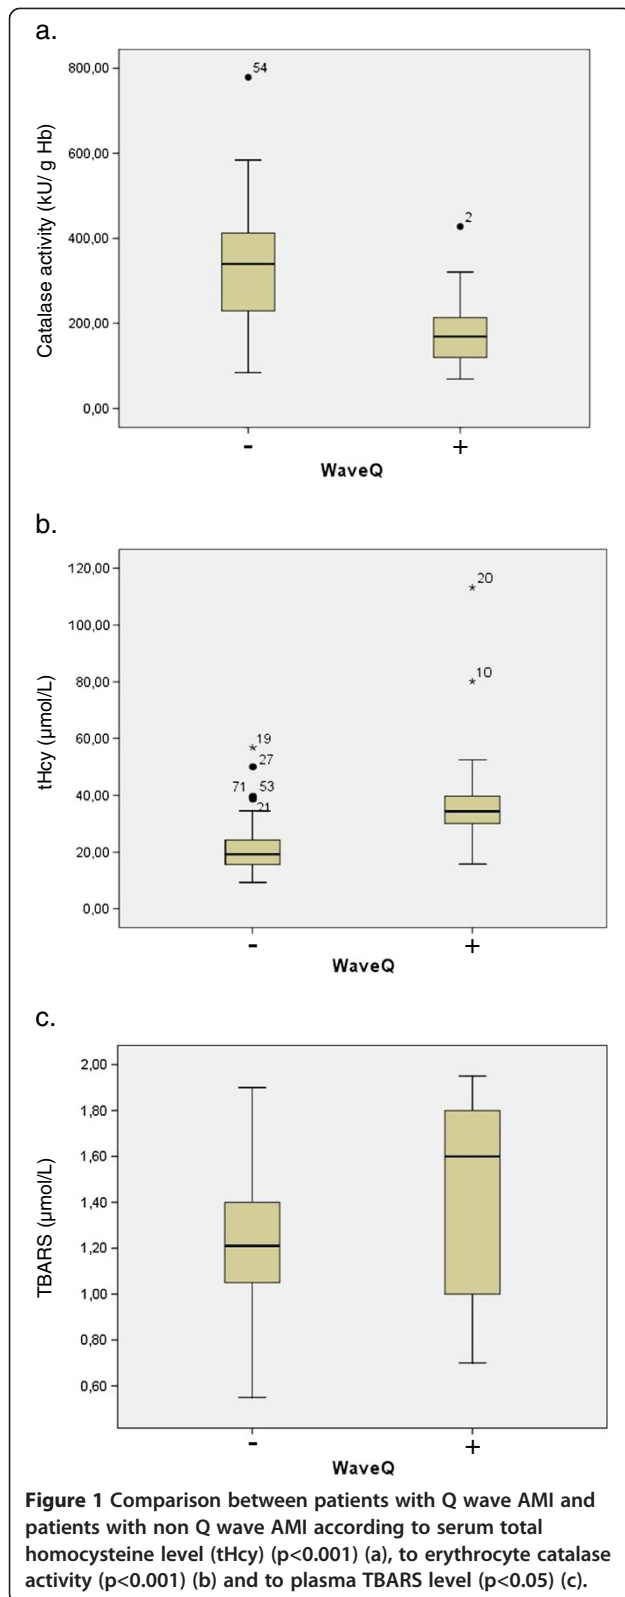 a.
800,00
600,00
400,00
200,00
0,00
Catalase activity (kU/ g Hb)
54
2
-
+
WaveQ
b.
120,00
100,00
80,00
60,00
40,00
20,00
0,00
tHcy (µmol/L)
20
10
19
27
71 53
21
-
+
WaveQ
c.
2,00
1,80
1,60
1,40
1,20
1,00
0,80
0,60
TBARS (µmol/L)
-
+
WaveQ
Figure 1 Comparison between patients with Q wave AMI and
patients with non Q wave AMI according to serum total
homocysteine level (tHcy) (p<0.001) (a), to erythrocyte catalase
activity (p<0.001) (b) and to plasma TBARS level (p<0.05) (c).